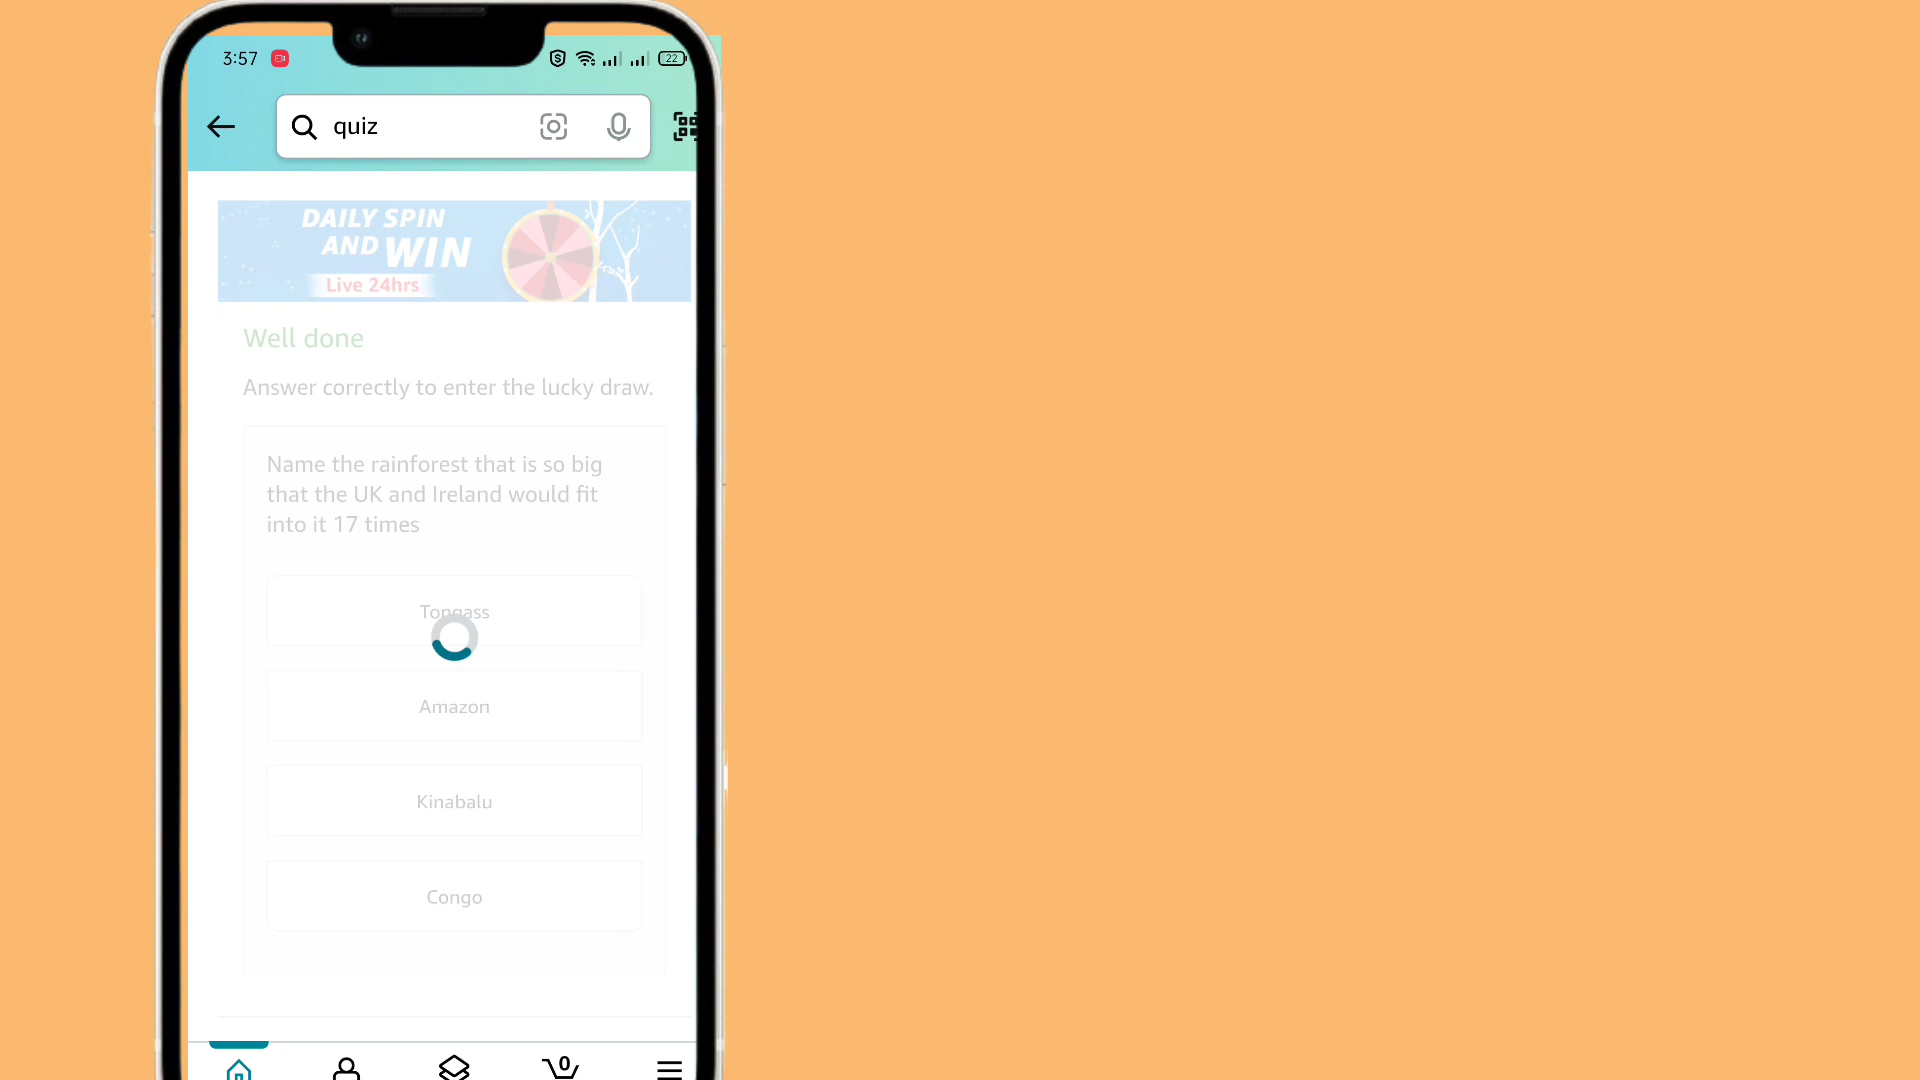 3:57
22
quiz
DAILY SPIN
AND WIN
Live 24hrs
Well done
Answer correctly to enter the lucky draw.
Name the rainforest that is so big
that the UK and Ireland would fit
into it 17 times
Tongass
Amazon
Kinabalu
Congo
0